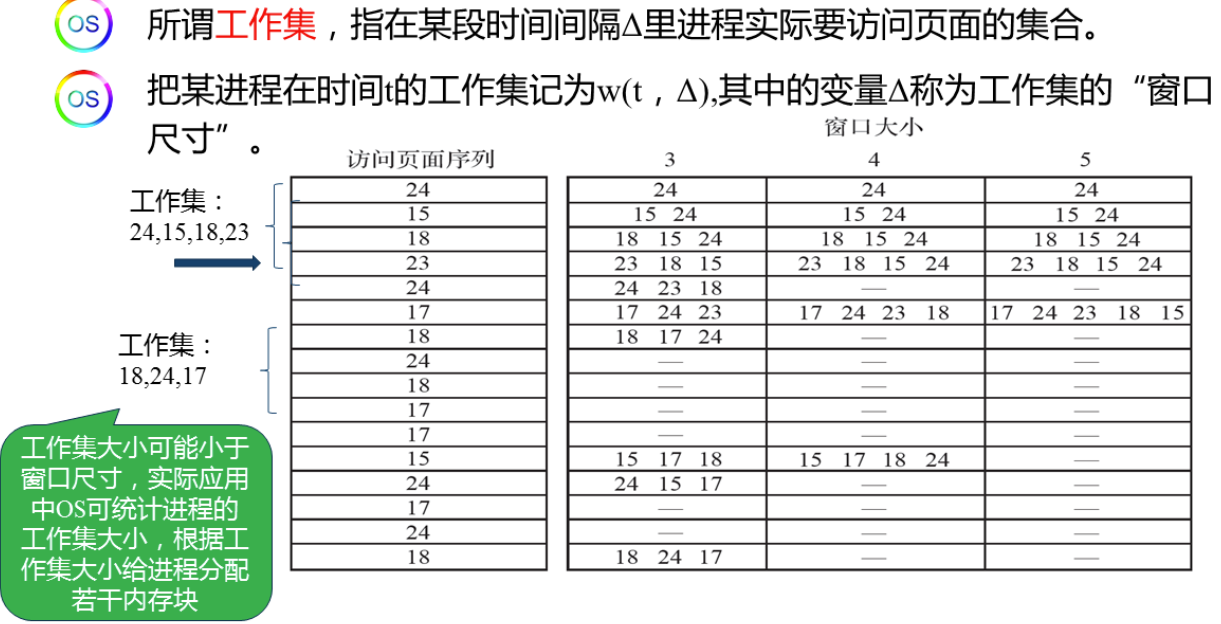 OS 所谓工作集，指在某段时间间隔Δ里进程实际要访问页面的集合。
OS 把某进程在时间t的工作集记为w(t，Δ),其中的变量Δ称为工作集的“窗口
尺寸”。
窗口大小
访问页面序列 3 4 5
24 24 24 24
15 15 24 15 24 15 24
18 18 15 24 18 15 24 18 15 24
23 23 18 15 23 18 15 24 23 18 15 24
24 24 23 18 — —
17 17 24 23 17 24 23 18 17 24 23 18 15
18 18 17 24 — —
24 — — —
18 — — —
17 — — —
17 — — —
15 15 17 18 15 17 18 24 —
24 24 15 17 — —
17 — — —
24 — — —
18 18 24 17 — —
工作集：
24,15,18,23
工作集：
18,24,17
工作集大小可能小于
窗口尺寸，实际应用
中OS可统计进程的
工作集大小，根据工
作集大小给进程分配
若干内存块